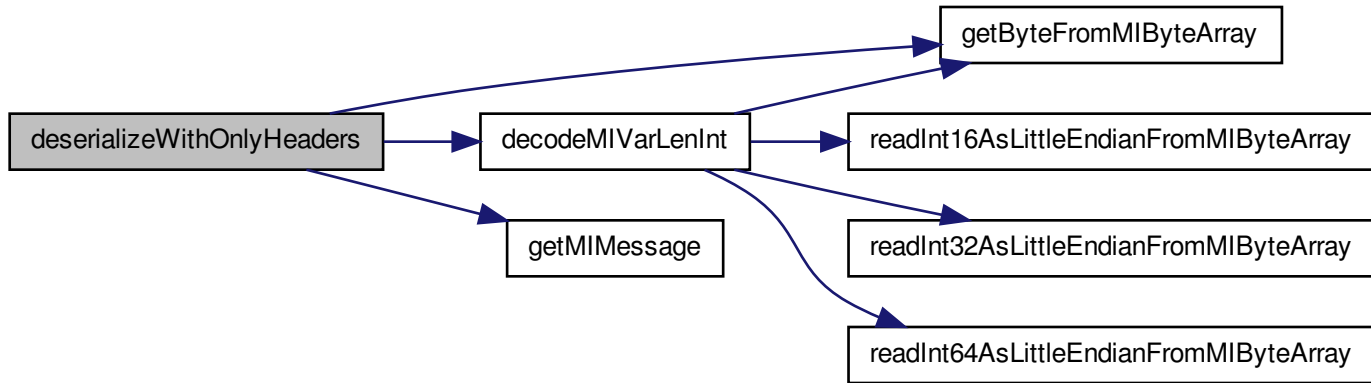 getByteFromMIByteArray
deserializeWithOnlyHeaders
decodeMIVarLenInt
readInt16AsLittleEndianFromMIByteArray
getMIMessage
readInt32AsLittleEndianFromMIByteArray
readInt64AsLittleEndianFromMIByteArray